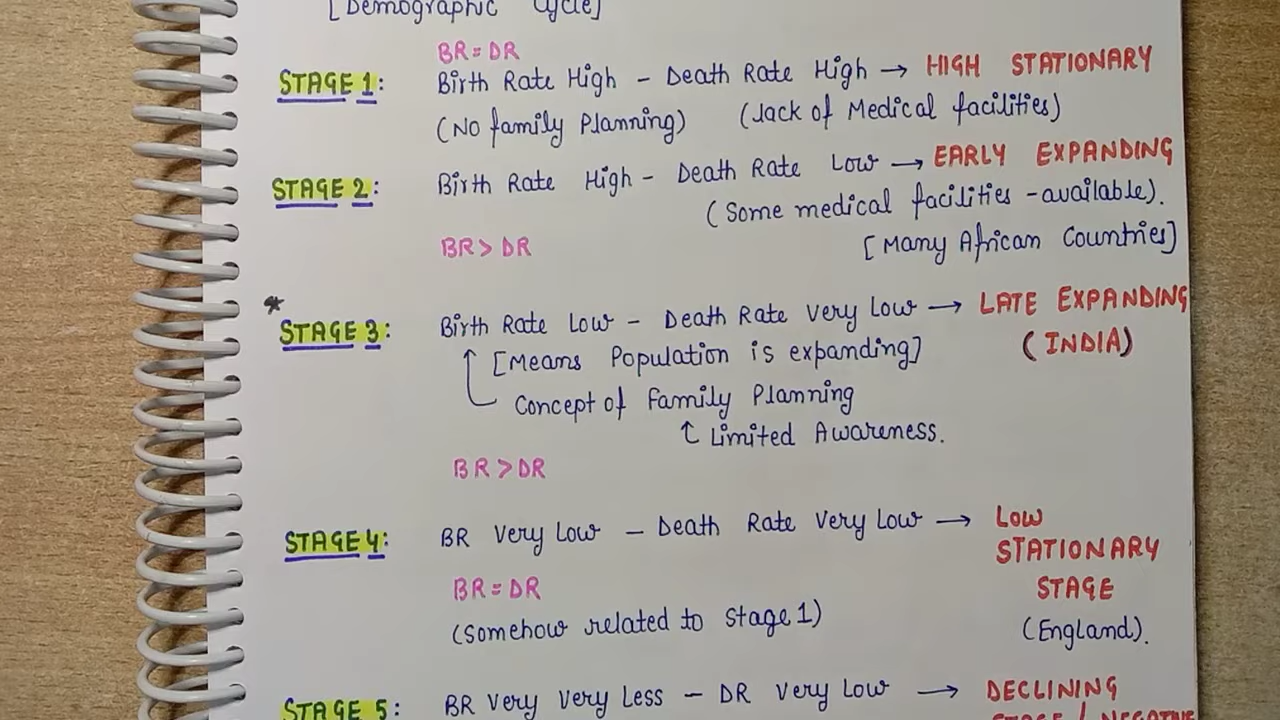 [Demographic Cycle]
BR = DR
STAGE 1: Birth Rate High - Death Rate High → HIGH STATIONARY
(No family Planning) (Lack of Medical facilities)
STAGE 2: Birth Rate High - Death Rate Low → EARLY EXPANDING
(Some medical facilities - available).
BR > DR [Many African Countries]
*
STAGE 3: Birth Rate Low - Death Rate Very Low → LATE EXPANDING
↑ [Means Population is expanding] (INDIA)
Concept of Family Planning
↑ Limited Awareness.
BR > DR
STAGE 4: BR Very Low - Death Rate Very Low → LOW
STATIONARY
BR = DR STAGE
(Somehow related to Stage 1) (England).
STAGE 5: BR Very Very Less - DR Very Low → DECLINING
STAGE / NEGATIVE